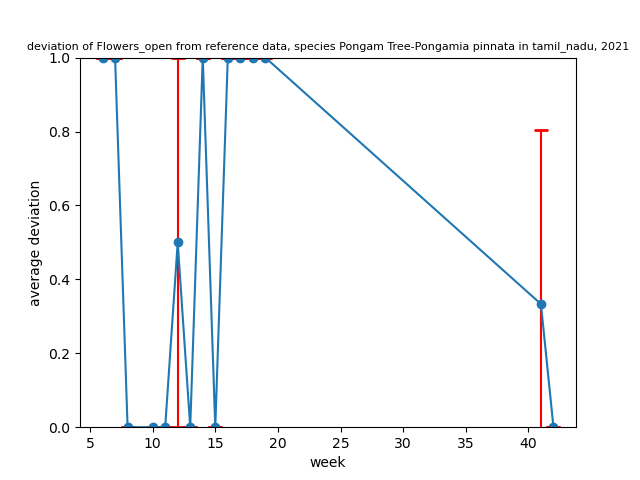 deviation of Flowers_open from reference data, species Pongam Tree-Pongamia pinnata in tamil_nadu, 2021
1.0
0.8
0.6
0.4
0.2
0.0
average deviation
5 10 15 20 25 30 35 40
week